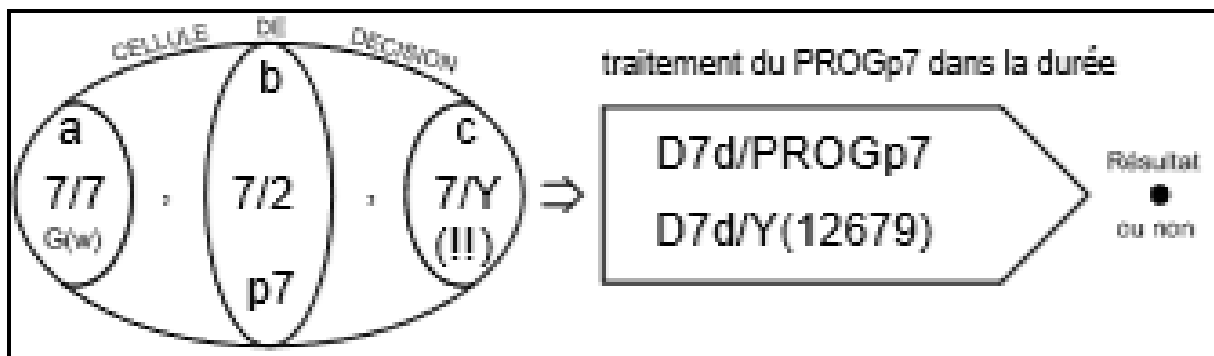 CELLULE DE DECISION
a
7/7
G(w)
,
b
7/2
p7
,
c
7/Y
(!!)
⇒
traitement du PROGp7 dans la durée
D7d/PROGp7
D7d/Y(12679)
Résultat
ou non